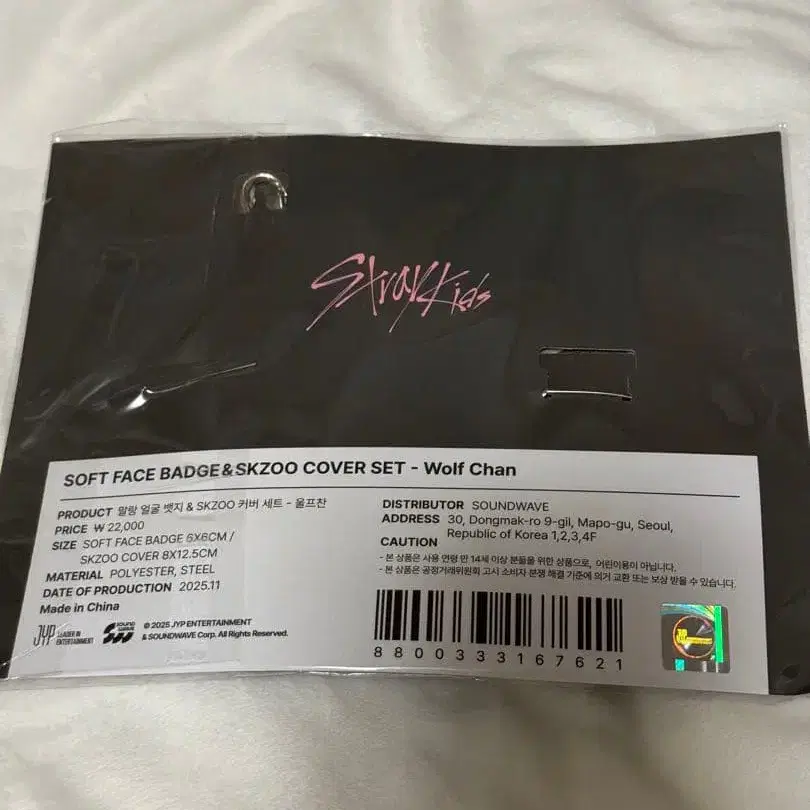 Stray Kids
SOFT FACE BADGE & SKZOO COVER SET - Wolf Chan
PRODUCT 말랑 얼굴 뱃지 & SKZOO 커버 세트 - 울프찬
PRICE ₩ 22,000
SIZE SOFT FACE BADGE 6X6CM /
SKZOO COVER 8X12.5CM
MATERIAL POLYESTER, STEEL
DATE OF PRODUCTION 2025.11
Made in China
JYP LEADER IN
ENTERTAINMENT
SOUND
WAVE
© 2025 JYP ENTERTAINMENT
& SOUNDWAVE Corp. All Rights Reserved.
DISTRIBUTOR SOUNDWAVE
ADDRESS 30, Dongmak-ro 9-gil, Mapo-gu, Seoul,
Republic of Korea 1,2,3,4F
CAUTION
- 본 상품은 사용 연령 만 14세 이상 분들을 위한 상품으로, 어린이용이 아닙니다.
- 본 상품은 공정거래위원회 고시 소비자 분쟁 해결 기준에 의거 교환 또는 보상 받을 수 있습니다.
8800333167621